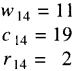 w₁₄ = 11
c₁₄ = 19
r₁₄ = 2